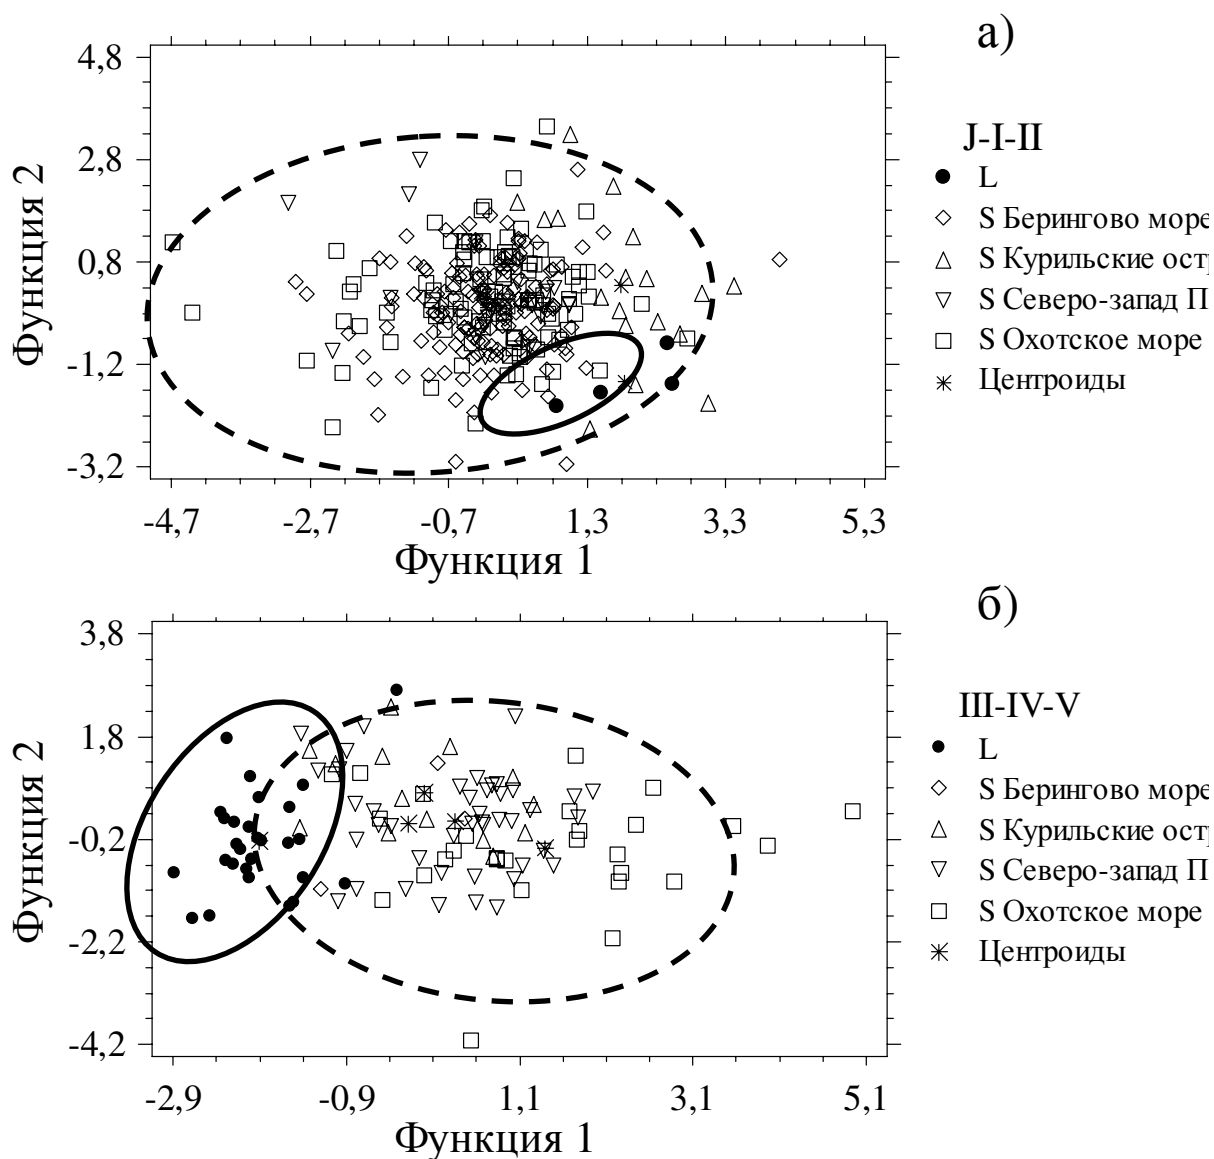 а)
4,8
2,8
0,8
-1,2
-3,2
Функция 2
-4,7 -2,7 -0,7 1,3 3,3 5,3
Функция 1
J-I-II
L
S Берингово море
S Курильские ост
S Северо-запад П
S Охотское море
Центроиды
б)
3,8
1,8
-0,2
-2,2
-4,2
Функция 2
-2,9 -0,9 1,1 3,1 5,1
Функция 1
III-IV-V
L
S Берингово море
S Курильские ост
S Северо-запад П
S Охотское море
Центроиды